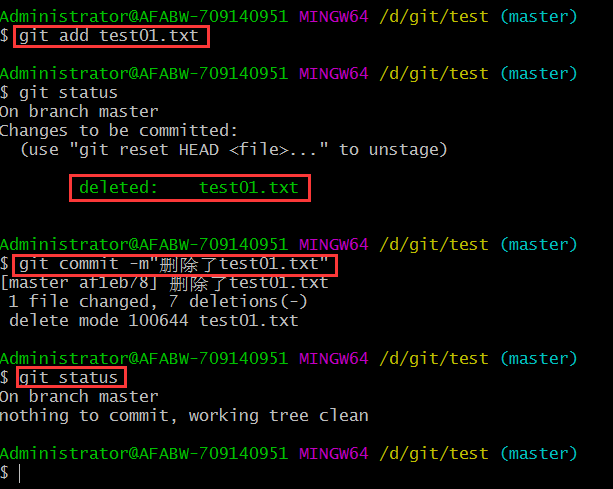 Administrator@AFABW-709140951 MINGW64 /d/git/test (master)
$ git add test01.txt
Administrator@AFABW-709140951 MINGW64 /d/git/test (master)
$ git status
On branch master
Changes to be committed:
  (use "git reset HEAD <file>..." to unstage)
        deleted:    test01.txt
Administrator@AFABW-709140951 MINGW64 /d/git/test (master)
$ git commit -m"删除了test01.txt"
[master af1eb78] 删除了test01.txt
 1 file changed, 7 deletions(-)
 delete mode 100644 test01.txt
Administrator@AFABW-709140951 MINGW64 /d/git/test (master)
$ git status
On branch master
nothing to commit, working tree clean
Administrator@AFABW-709140951 MINGW64 /d/git/test (master)
$